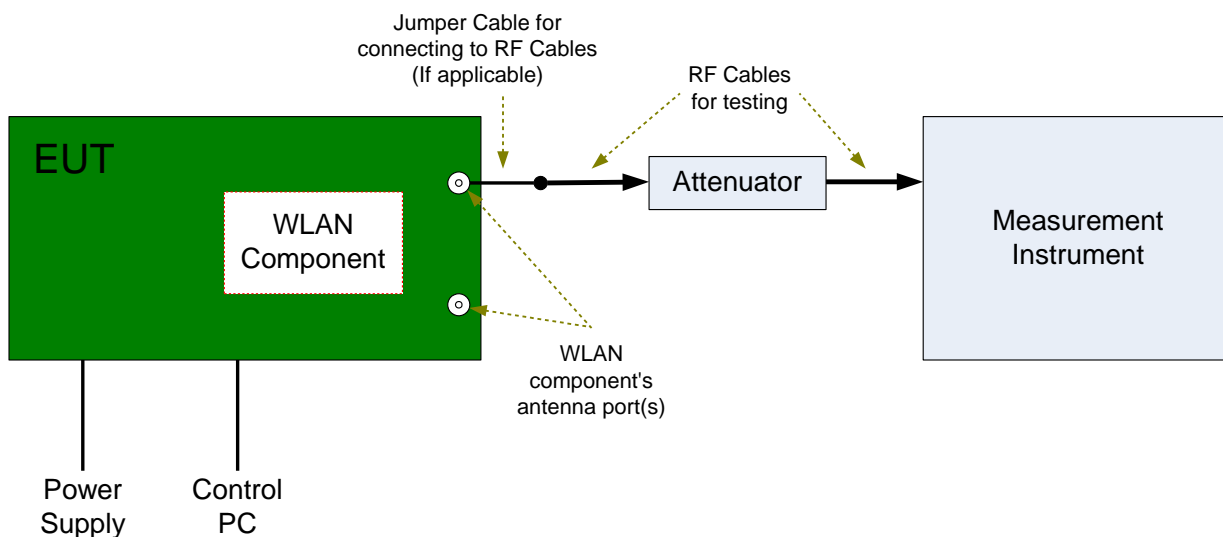 Jumper Cable for
connecting to RF Cables
(If applicable)
RF Cables
for testing
EUT
WLAN
Component
Attenuator
Measurement
Instrument
WLAN
component's
antenna port(s)
Power
Supply
Control
PC